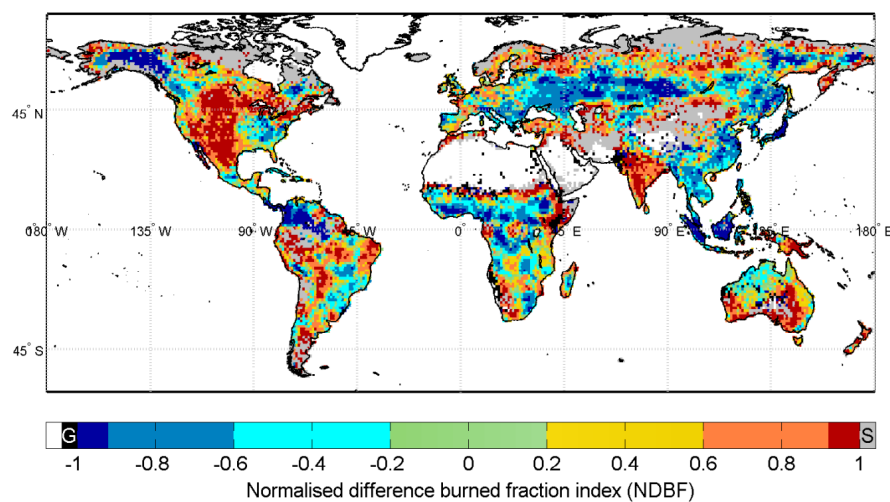 45° N
180° W 135° W 90° W 45° W 0° 45° E 90° E 135° E 180° E
45° S
G S
-1 -0.8 -0.6 -0.4 -0.2 0 0.2 0.4 0.6 0.8 1
Normalised difference burned fraction index (NDBF)